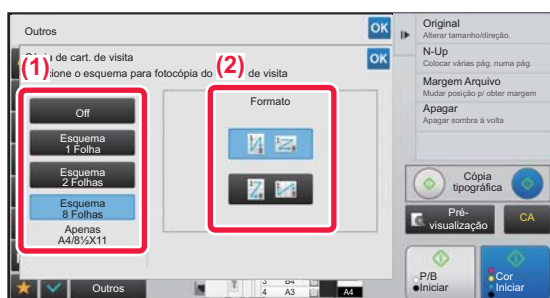 Outros
OK
de cart. de visita
OK
(1)
(2)
cione o esquema para fotocópia do
de visita
Off
Esquema
1 Folha
Esquema
2 Folhas
Esquema
8 Folhas
Apenas
A4/8½X11
Formato
Outros
4
A3
A4
Original
Alterar tamanho/direção.
N-Up
Colocar várias pág. numa pág.
Margem Arquivo
Mudar posição p/ obter margem
Apagar
Apagar sombra à volta
Cópia
tipográfica
Pré-
visualização
CA
P/B
Iniciar
Cor
Iniciar